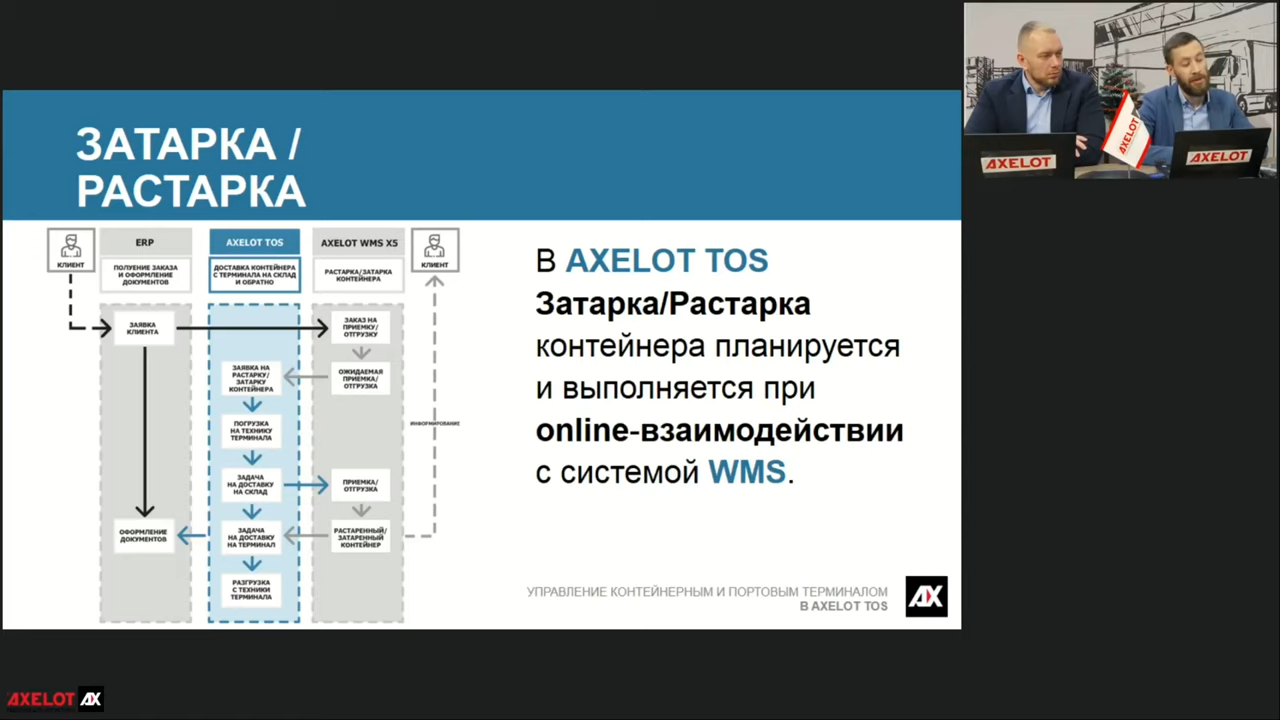 ЗАТАРКА /
РАСТАРКА
КЛИЕНТ
ERP
ПОЛУЕНИЕ ЗАКАЗА
И ОФОРМЛЕНИЕ
ДОКУМЕНТОВ
AXELOT TOS
ДОСТАВКА КОНТЕЙНЕРА
С ТЕРМИНАЛА НА СКЛАД
И ОБРАТНО
AXELOT WMS X5
РАСТАРКА/ЗАТАРКА
КОНТЕЙНЕРА
КЛИЕНТ
ЗАЯВКА
КЛИЕНТА
ЗАКАЗ НА
ПРИЕМКУ/
ОТГРУЗКУ
ЗАЯВКА НА
РАСТАРКУ/
ЗАТАРКУ
КОНТЕЙНЕРА
ОЖИДАЕМАЯ
ПРИЕМКА/
ОТГРУЗКА
ПОГРУЗКА
НА ТЕХНИКУ
ТЕРМИНАЛА
ИНФОРМИРОВАНИЕ
ЗАДАЧА
НА ДОСТАВКУ
НА СКЛАД
ПРИЕМКА/
ОТГРУЗКА
ОФОРМЛЕНИЕ
ДОКУМЕНТОВ
ЗАДАЧА
НА ДОСТАВКУ
НА ТЕРМИНАЛ
РАСТАРЕННЫЙ/
ЗАТАРЕННЫЙ
КОНТЕЙНЕР
РАЗГРУЗКА
С ТЕХНИКИ
ТЕРМИНАЛА
В AXELOT TOS
Затарка/Растарка
контейнера планируется
и выполняется при
online-взаимодействии
с системой WMS.
УПРАВЛЕНИЕ КОНТЕЙНЕРНЫМ И ПОРТОВЫМ ТЕРМИНАЛОМ
В AXELOT TOS
AX
AXELOT
AXELOT
AXELOT
AXELOT AX